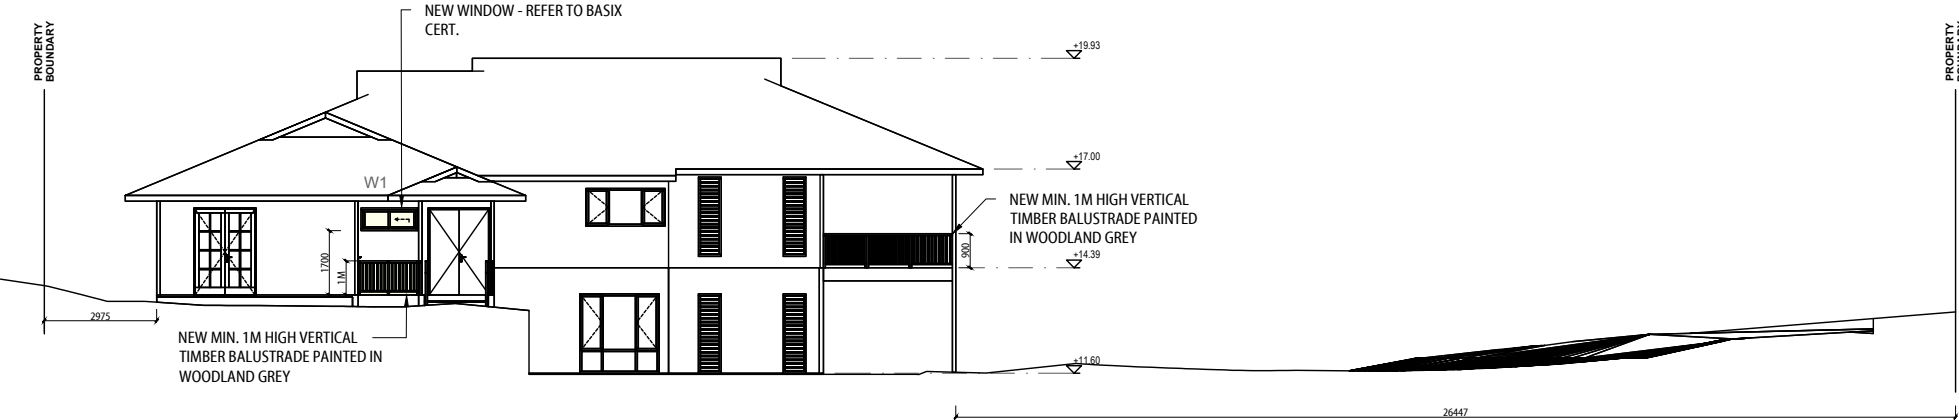 NEW WINDOW - REFER TO BASIX
CERT.
PROPERTY
BOUNDARY
PROPERTY
BOUNDARY
+19.93
+17.00
W1
NEW MIN. 1M HIGH VERTICAL
TIMBER BALUSTRADE PAINTED
IN WOODLAND GREY
900
1700
1M
+14.39
2975
NEW MIN. 1M HIGH VERTICAL
TIMBER BALUSTRADE PAINTED IN
WOODLAND GREY
+11.60
26447